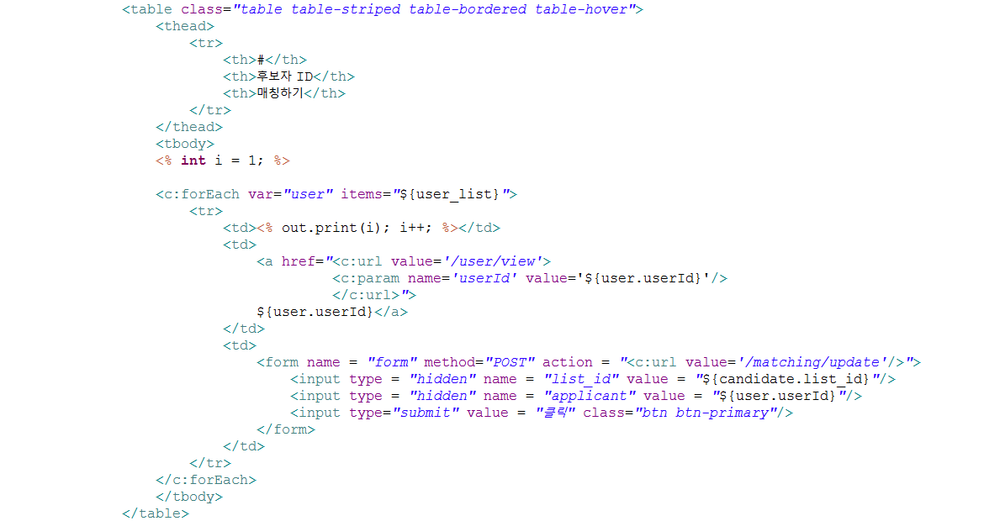 <table class="table table-striped table-bordered table-hover">
<thead>
<tr>
<th>#</th>
<th>후보자 ID</th>
<th>매칭하기</th>
</tr>
</thead>
<tbody>
<% int i = 1; %>
<c:forEach var="user" items="${user_list}">
<tr>
<td><% out.print(i); i++; %></td>
<td>
<a href="<c:url value='/user/view'>
<c:param name='userId' value='${user.userId}'/>
</c:url>">
${user.userId}</a>
</td>
<td>
<form name = "form" method="POST" action = "<c:url value='/matching/update'/>">
<input type = "hidden" name = "list_id" value = "${candidate.list_id}"/>
<input type = "hidden" name = "applicant" value = "${user.userId}"/>
<input type="submit" value = "클릭" class="btn btn-primary"/>
</form>
</td>
</tr>
</c:forEach>
</tbody>
</table>